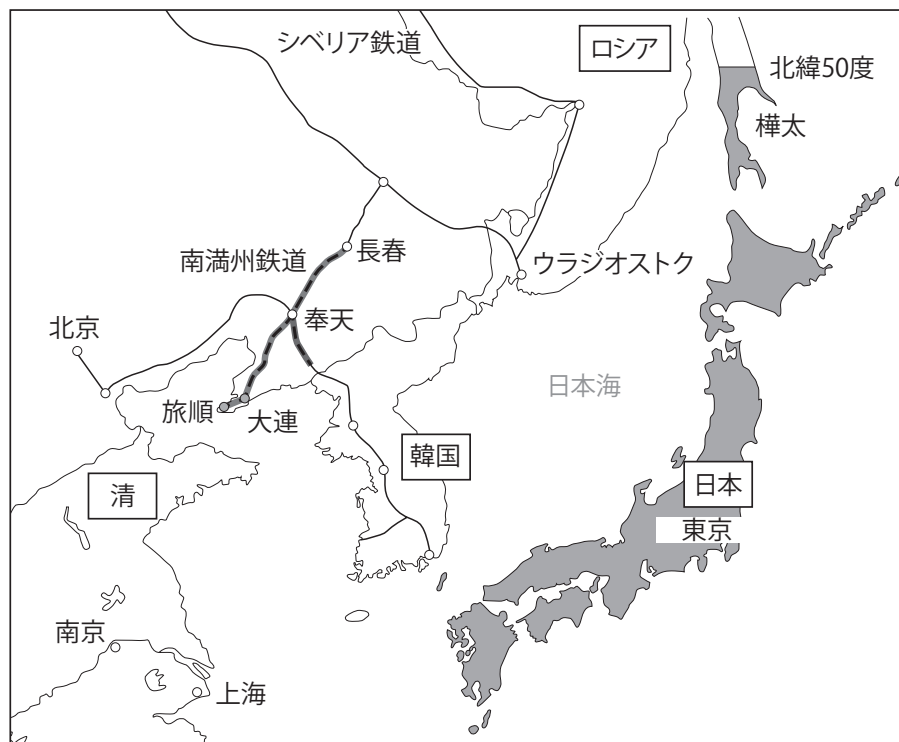 シベリア鉄道
ロシア
北緯50度
樺太
南満州鉄道
長春
ウラジオストク
奉天
北京
日本海
旅順
大連
韓国
清
日本
東京
南京
上海